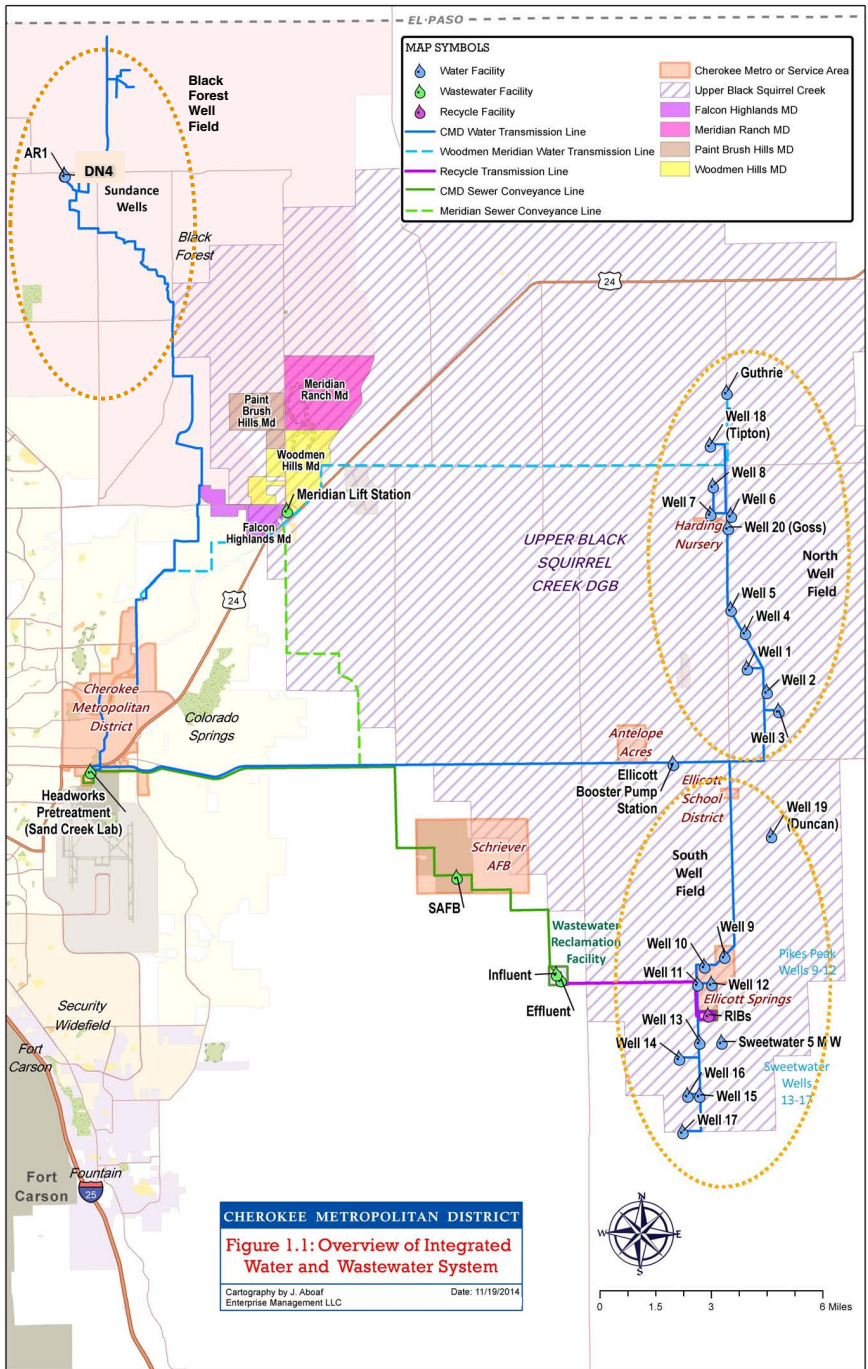 EL PASO
MAP SYMBOLS
Water Facility
Wastewater Facility
Recycle Facility
CMD Water Transmission Line
Woodmen Meridian Water Transmission Line
Recycle Transmission Line
CMD Sewer Conveyance Line
Meridian Sewer Conveyance Line
Cherokee Metro or Service Area
Upper Black Squirrel Creek
Falcon Highlands MD
Meridian Ranch MD
Paint Brush Hills MD
Woodmen Hills MD
Black
Forest
Well
Field
AR1
DN4
Sundance
Wells
Black
Forest
24
Guthrie
Meridian
Ranch Md
Paint
Brush
Hills Md
Well 18
(Tipton)
Woodmen
Hills Md
Well 8
Meridian Lift Station
Well 7
Well 6
Harding
Nursery
Well 20 (Goss)
Falcon
Highlands Md
UPPER BLACK
SQUIRREL
CREEK DGB
North
Well
Field
24
Well 5
Well 4
Well 1
Well 2
Well 3
Cherokee
Metropolitan
District
Colorado
Springs
Antelope
Acres
Headworks
Pretreatment
(Sand Creek Lab)
Ellicott
Booster Pump
Station
Ellicott
School
District
Well 19
(Duncan)
Schriever
AFB
SAFB
South
Well
Field
Wastewater
Reclamation
Facility
Well 9
Well 10
Pikes Peak
Wells 9-12
Influent
Effluent
Well 11
Well 12
Ellicott Springs
RIBs
Security
Widefield
Well 13
Well 14
Sweetwater 5 M W
Sweetwater
Wells
13-17
Fort
Carson
Well 16
Well 15
Well 17
Fort
Carson
Fountain
25
CHEROKEE METROPOLITAN DISTRICT
Figure 1.1: Overview of Integrated
Water and Wastewater System
Cartography by J. Aboaf
Enterprise Management LLC
Date: 11/19/2014
N
W
E
S
0 1.5 3 6 Miles